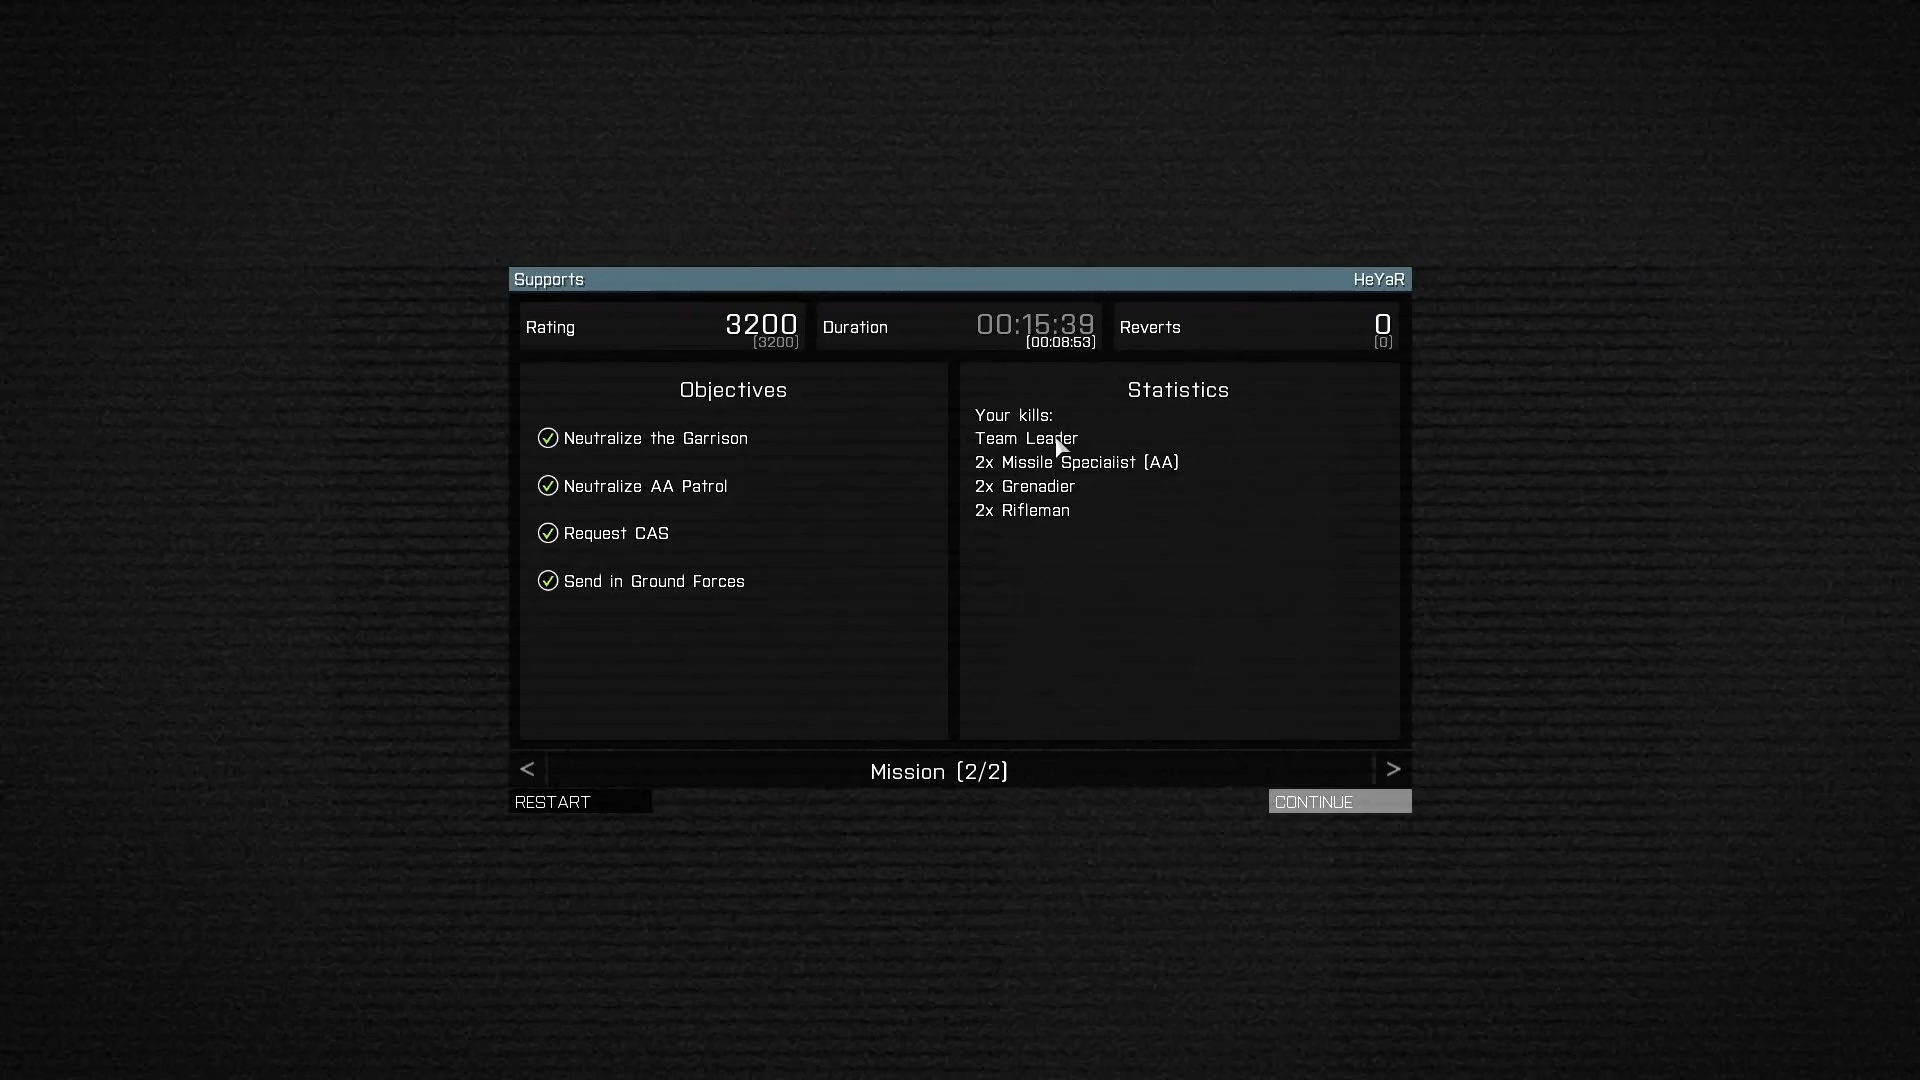 Supports
HeYaR
Rating
3200
[3200]
Duration
00:15:39
[00:08:53]
Reverts
0
[0]
Objectives
Neutralize the Garrison
Neutralize AA Patrol
Request CAS
Send in Ground Forces
Statistics
Your kills:
Team Leader
2x Missile Specialist [AA]
2x Grenadier
2x Rifleman
< Mission [2/2] >
RESTART
CONTINUE